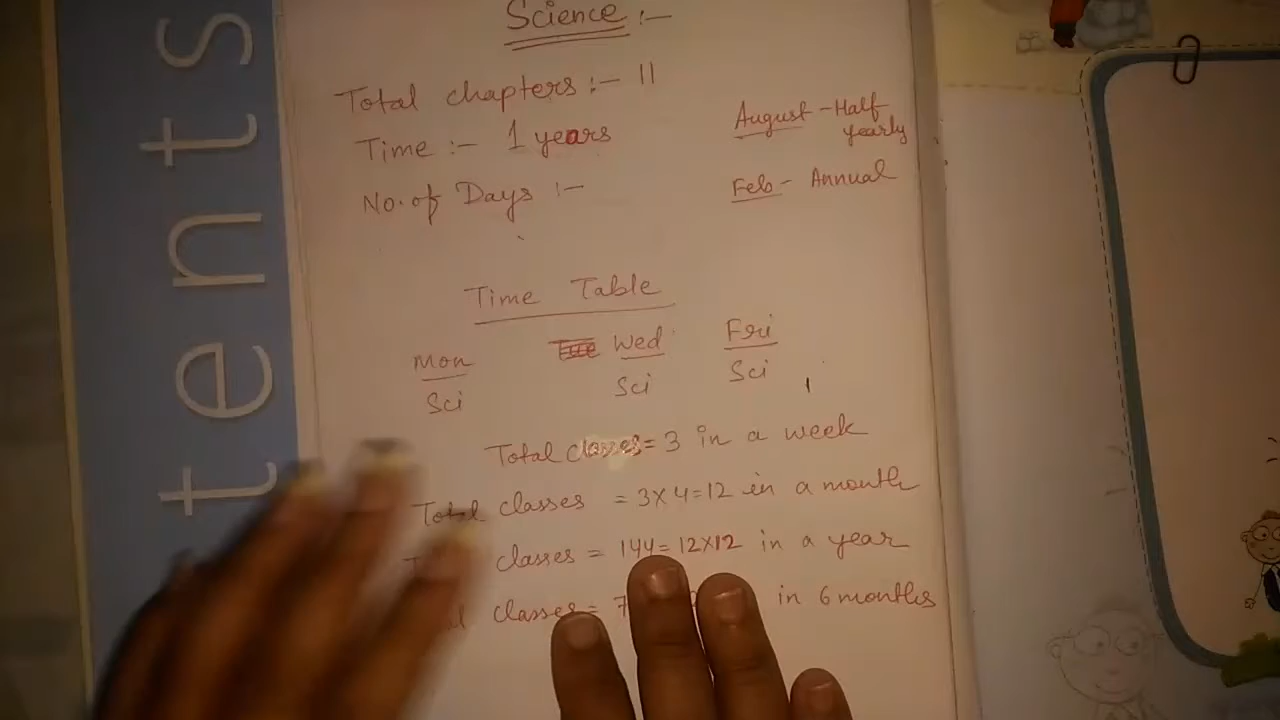 tents
Science :-
Total chapters :- 11
Time :- 1 years
No. of Days :-
August - Half
yearly
Feb - Annual
Time Table
Mon
Wed
Fri
Sci
Sci
Sci
Total classes = 3 in a week
Total classes = 3×4=12 in a month
classes = 144 = 12×12 in a year
classes = 7 in 6 months